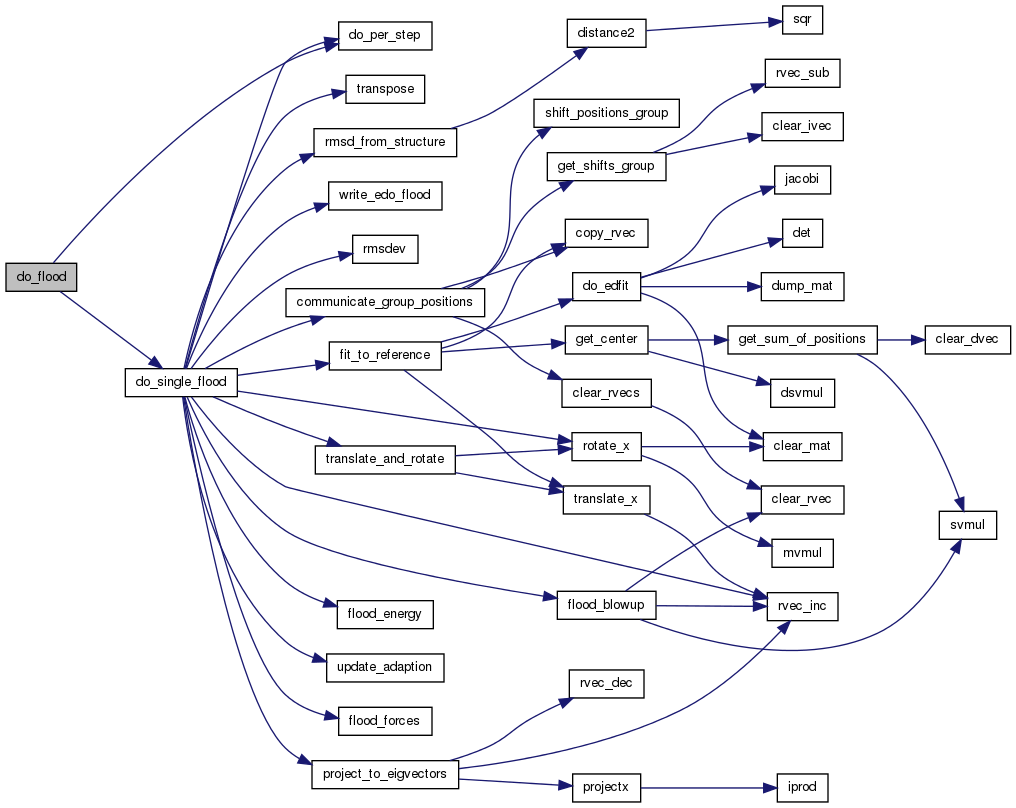 do_flood
do_single_flood
do_per_step
transpose
rmsd_from_structure
write_edo_flood
rmsdev
communicate_group_positions
fit_to_reference
translate_and_rotate
flood_energy
update_adaption
flood_forces
project_to_eigvectors
distance2
shift_positions_group
get_shifts_group
copy_rvec
do_edfit
get_center
clear_rvecs
rotate_x
translate_x
flood_blowup
rvec_dec
projectx
sqr
rvec_sub
clear_ivec
jacobi
det
dump_mat
get_sum_of_positions
dsvmul
clear_mat
clear_rvec
mvmul
rvec_inc
iprod
clear_dvec
svmul